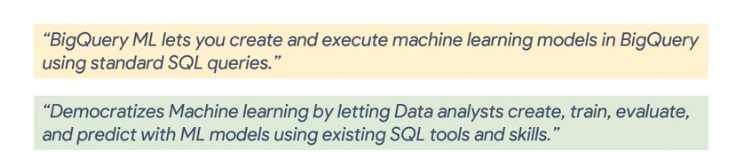 “BigQuery ML lets you create and execute machine learning models in BigQuery
using standard SQL queries.”
“Democratizes Machine learning by letting Data analysts create, train, evaluate,
and predict with ML models using existing SQL tools and skills.”